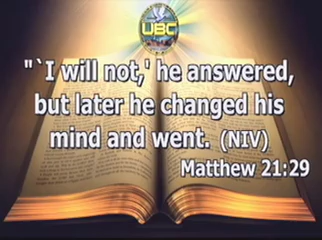 UBC
"`I will not,' he answered,
but later he changed his
mind and went. (NIV)
Matthew 21:29